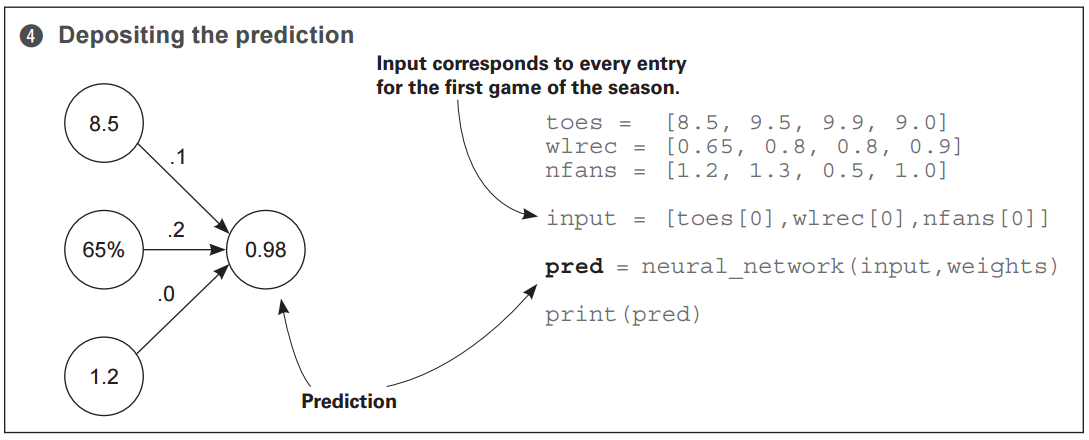 4 Depositing the prediction
Input corresponds to every entry
for the first game of the season.
8.5
.1
65%
.2
0.98
.0
1.2
toes =  [8.5, 9.5, 9.9, 9.0]
wlrec = [0.65, 0.8, 0.8, 0.9]
nfans = [1.2, 1.3, 0.5, 1.0]
input = [toes[0],wlrec[0],nfans[0]]
pred = neural_network(input,weights)
print(pred)
Prediction